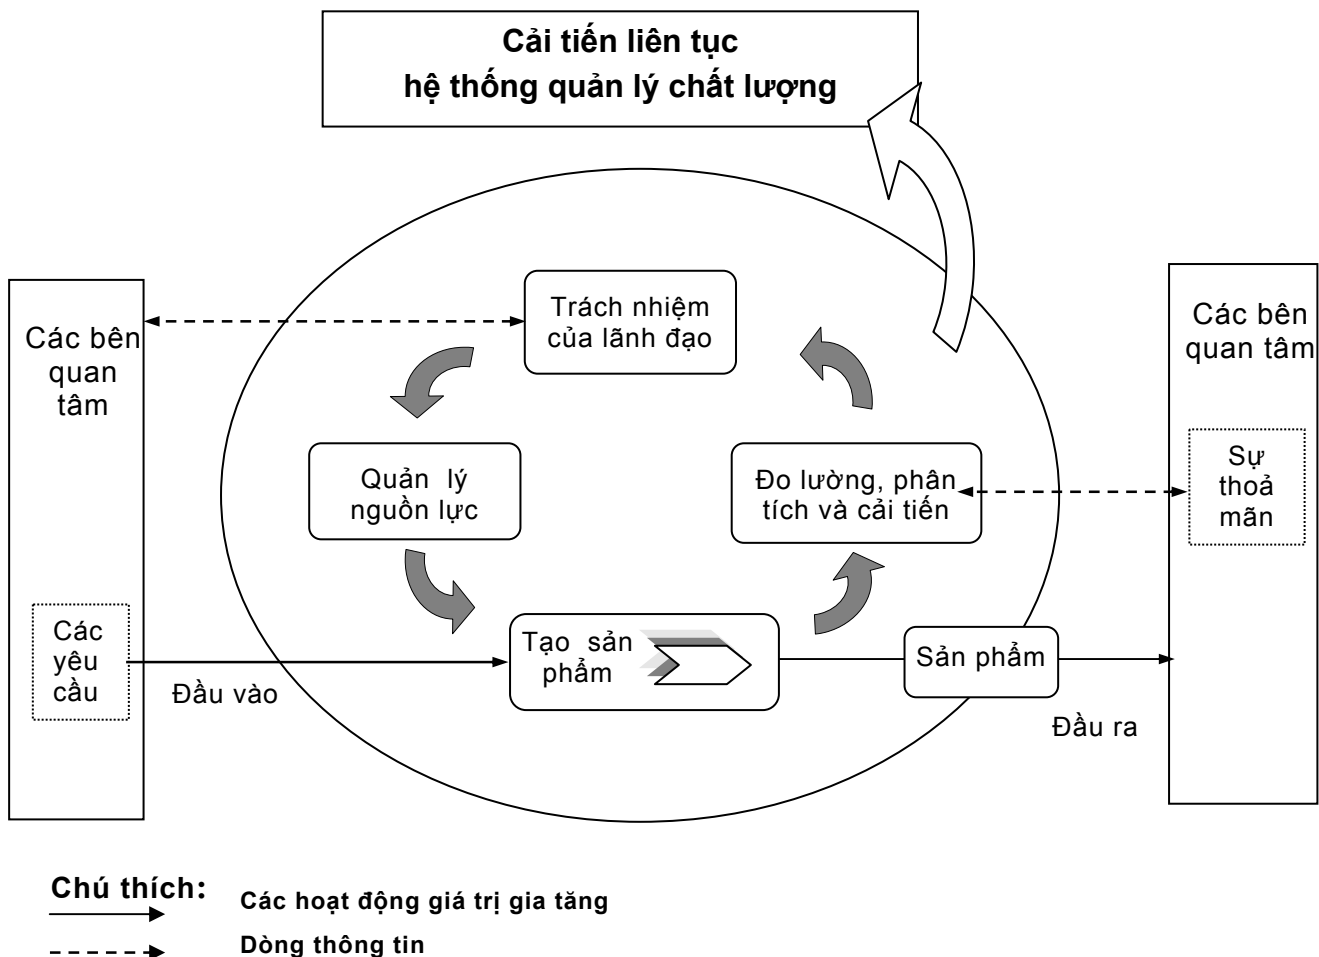 Cải tiến liên tục
hệ thống quản lý chất lượng
Các bên
quan
tâm
Trách nhiệm
của lãnh đạo
Các bên
quan tâm
Quản lý
nguồn lực
Đo lường, phân
tích và cải tiến
Sự
thoả
mãn
Các
yêu
cầu
Đầu vào
Tạo sản
phẩm
Sản phẩm
Đầu ra
Chú thích:
Các hoạt động giá trị gia tăng
Dòng thông tin